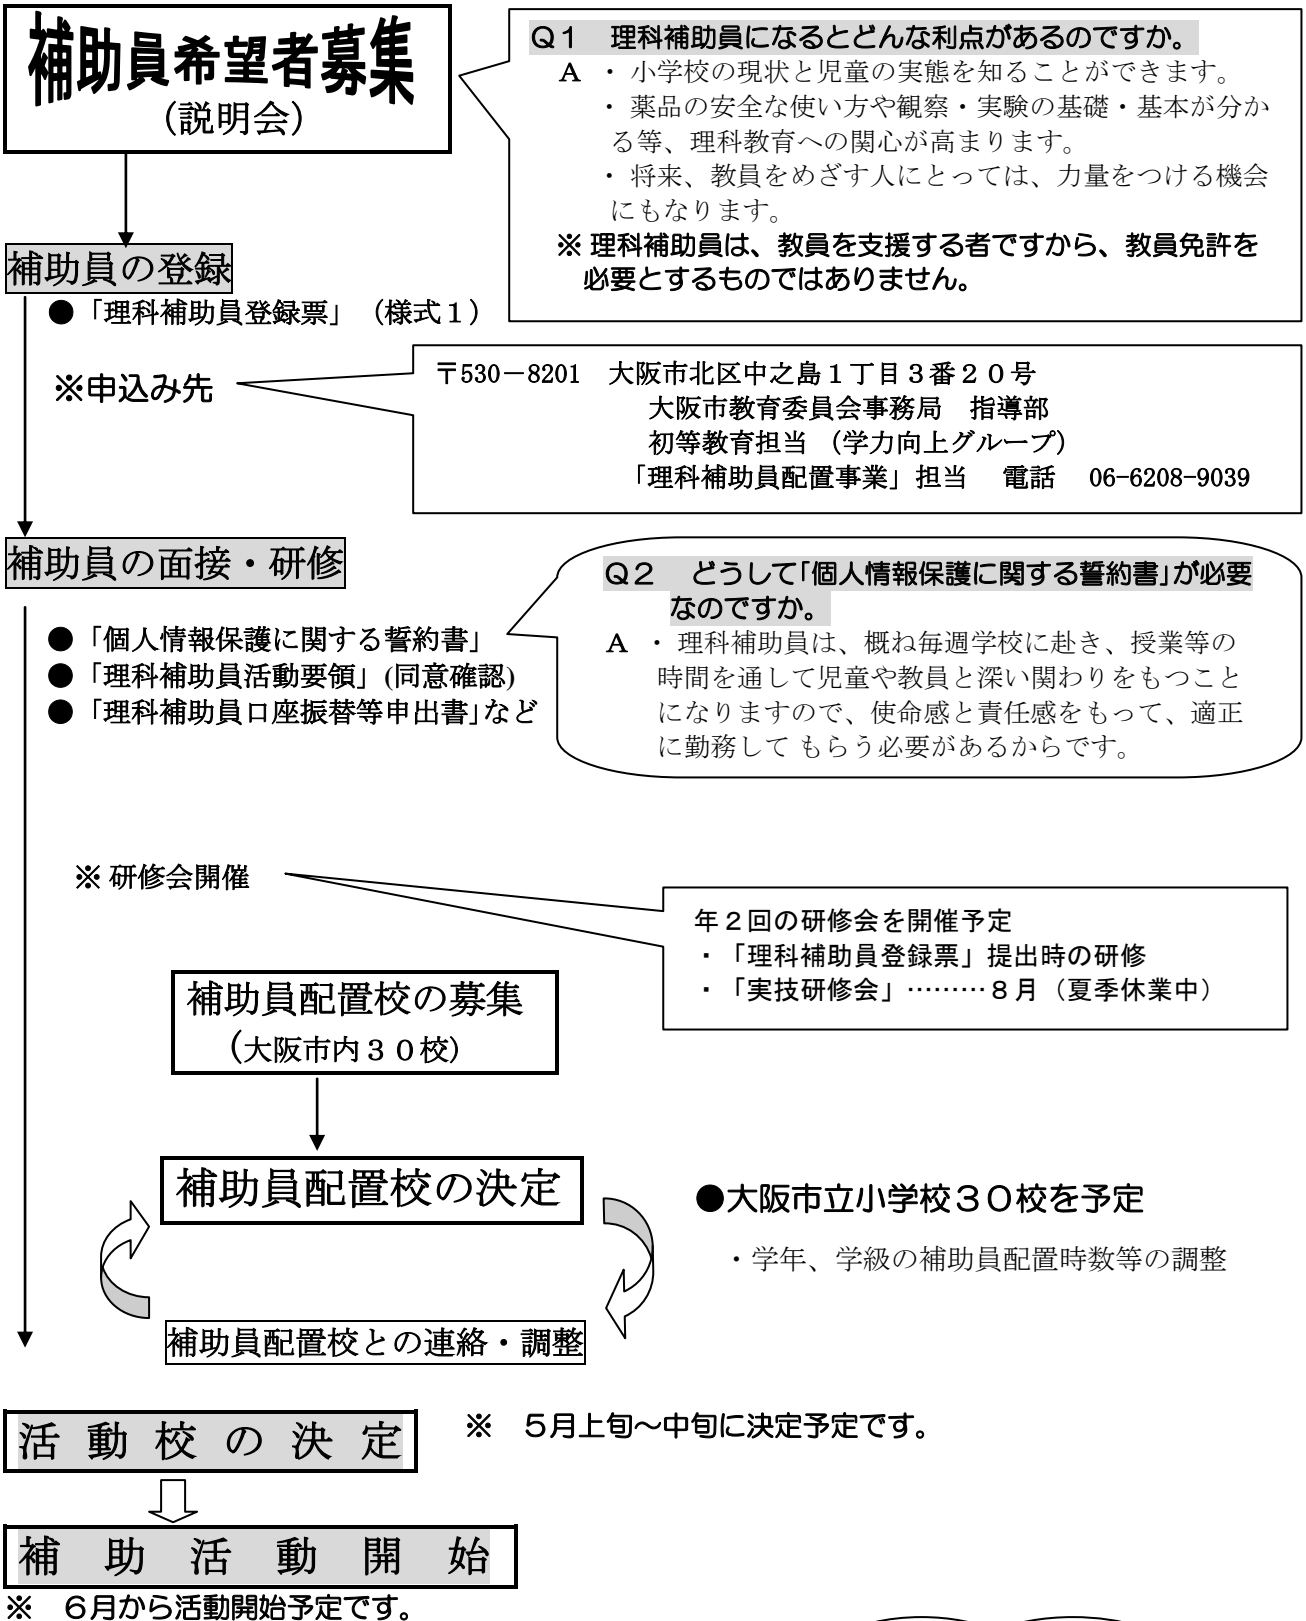 補助員希望者募集
(説明会)
Q1 理科補助員になるとどんな利点があるのですか。
A ・ 小学校の現状と児童の実態を知ることができます。
・ 薬品の安全な使い方や観察・実験の基礎・基本が分か
る等、理科教育への関心が高まります。
・ 将来、教員をめざす人にとっては、力量をつける機会
にもなります。
※ 理科補助員は、教員を支援する者ですから、教員免許を
必要とするものではありません。
補助員の登録
●「理科補助員登録票」（様式１）
※申込み先
〒530－8201 大阪市北区中之島１丁目３番２０号
大阪市教育委員会事務局 指導部
初等教育担当 （学力向上グループ）
「理科補助員配置事業」担当 電話 06-6208-9039
補助員の面接・研修
●「個人情報保護に関する誓約書」
●「理科補助員活動要領」(同意確認)
●「理科補助員口座振替等申出書」など
Q2 どうして「個人情報保護に関する誓約書」が必要
なのですか。
A ・ 理科補助員は、概ね毎週学校に赴き、授業等の
時間を通して児童や教員と深い関わりをもつこと
になりますので、使命感と責任感をもって、適正
に勤務して もらう必要があるからです。
※ 研修会開催
年２回の研修会を開催予定
・「理科補助員登録票」提出時の研修
・「実技研修会」………８月（夏季休業中）
補助員配置校の募集
(大阪市内３０校)
補助員配置校の決定
●大阪市立小学校３０校を予定
・学年、学級の補助員配置時数等の調整
補助員配置校との連絡・調整
活動校の決定
※ ５月上旬～中旬に決定予定です。
補助活動開始
※ ６月から活動開始予定です。